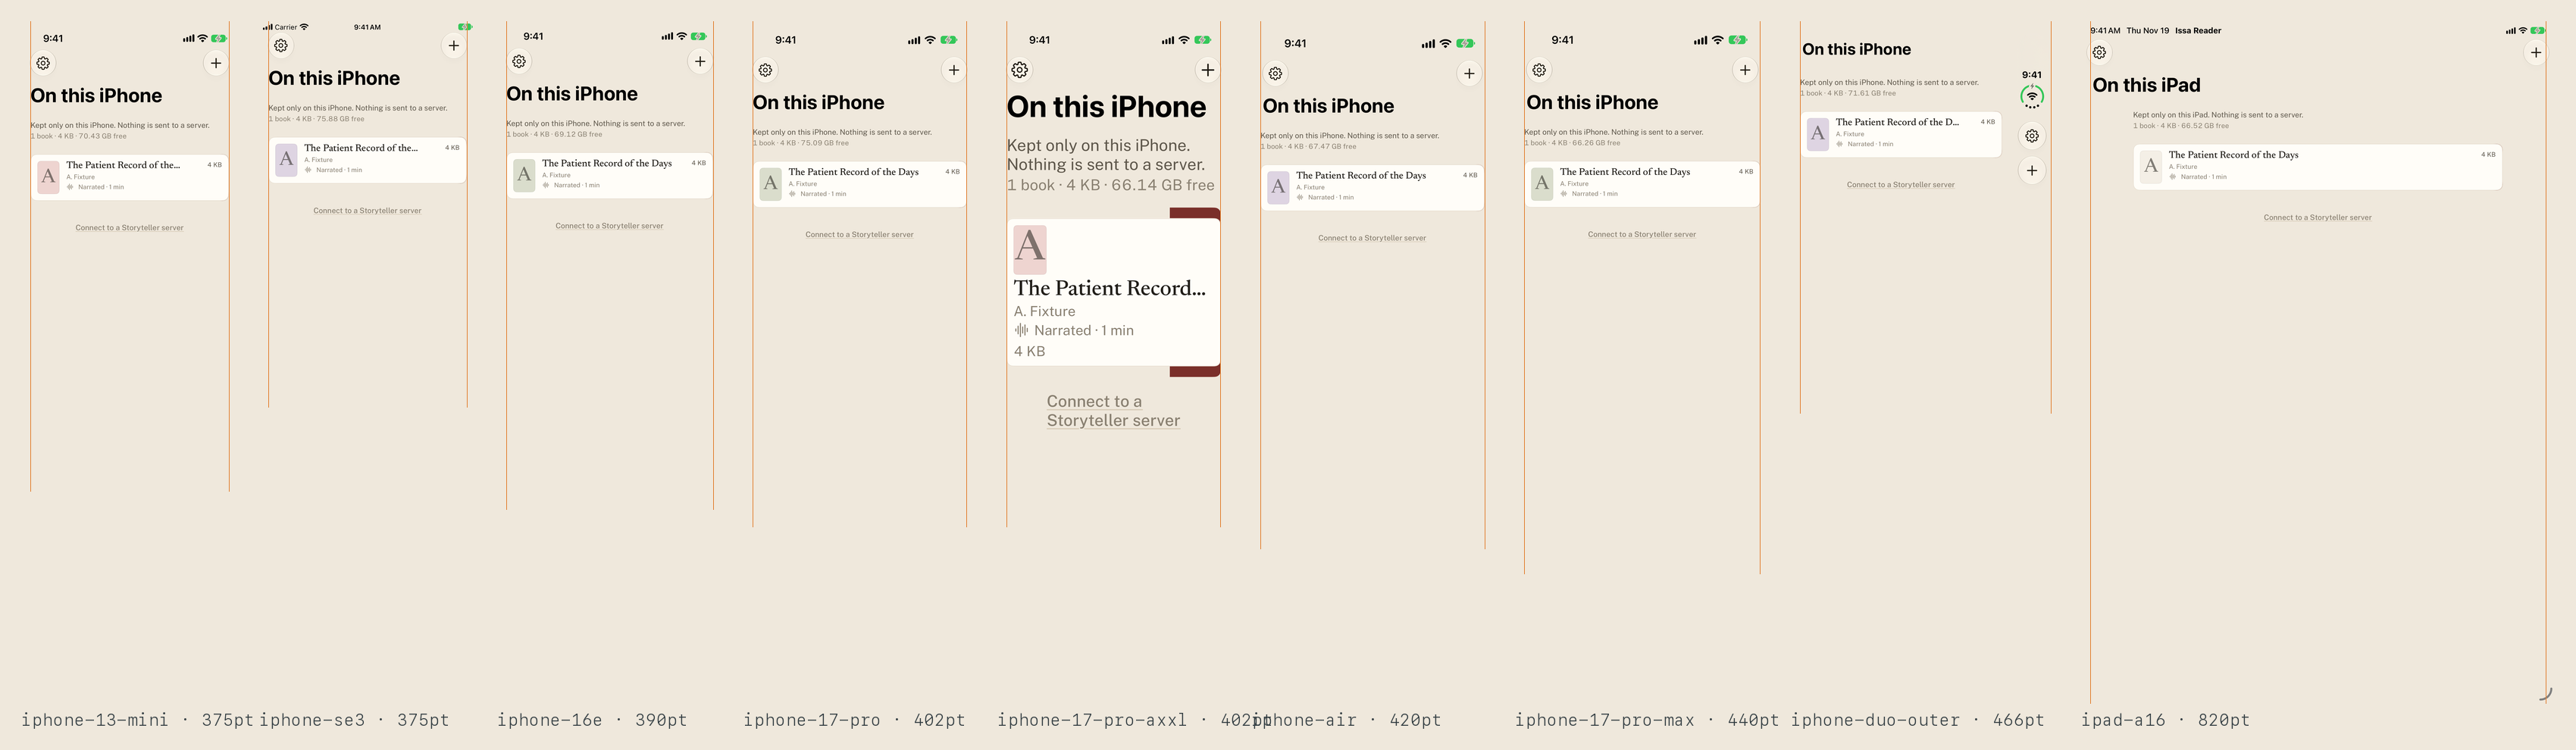 9:41
On this iPhone
Kept only on this iPhone. Nothing is sent to a server.
1 book · 4 KB · 70.43 GB free
A
The Patient Record of the...
4 KB
A. Fixture
Narrated · 1 min
Connect to a Storyteller server
iphone-13-mini · 375pt
Carrier
9:41 AM
On this iPhone
Kept only on this iPhone. Nothing is sent to a server.
1 book · 4 KB · 75.88 GB free
A
The Patient Record of the...
4 KB
A. Fixture
Narrated · 1 min
Connect to a Storyteller server
iphone-se3 · 375pt
9:41
On this iPhone
Kept only on this iPhone. Nothing is sent to a server.
1 book · 4 KB · 69.12 GB free
A
The Patient Record of the Days
4 KB
A. Fixture
Narrated · 1 min
Connect to a Storyteller server
iphone-16e · 390pt
9:41
On this iPhone
Kept only on this iPhone. Nothing is sent to a server.
1 book · 4 KB · 75.09 GB free
A
The Patient Record of the Days
4 KB
A. Fixture
Narrated · 1 min
Connect to a Storyteller server
iphone-17-pro · 402pt
9:41
On this iPhone
Kept only on this iPhone.
Nothing is sent to a server.
1 book · 4 KB · 66.14 GB free
A
The Patient Record...
A. Fixture
Narrated · 1 min
4 KB
Connect to a
Storyteller server
iphone-17-pro-axxl · 402pt
9:41
On this iPhone
Kept only on this iPhone. Nothing is sent to a server.
1 book · 4 KB · 67.47 GB free
A
The Patient Record of the Days
4 KB
A. Fixture
Narrated · 1 min
Connect to a Storyteller server
iphone-air · 420pt
9:41
On this iPhone
Kept only on this iPhone. Nothing is sent to a server.
1 book · 4 KB · 66.26 GB free
A
The Patient Record of the Days
4 KB
A. Fixture
Narrated · 1 min
Connect to a Storyteller server
iphone-17-pro-max · 440pt
On this iPhone
9:41
Kept only on this iPhone. Nothing is sent to a server.
1 book · 4 KB · 71.61 GB free
A
The Patient Record of the D...
4 KB
A. Fixture
Narrated · 1 min
Connect to a Storyteller server
iphone-duo-outer · 466pt
9:41 AM Thu Nov 19 Issa Reader
On this iPad
Kept only on this iPad. Nothing is sent to a server.
1 book · 4 KB · 66.52 GB free
A
The Patient Record of the Days
4 KB
A. Fixture
Narrated · 1 min
Connect to a Storyteller server
ipad-a16 · 820pt